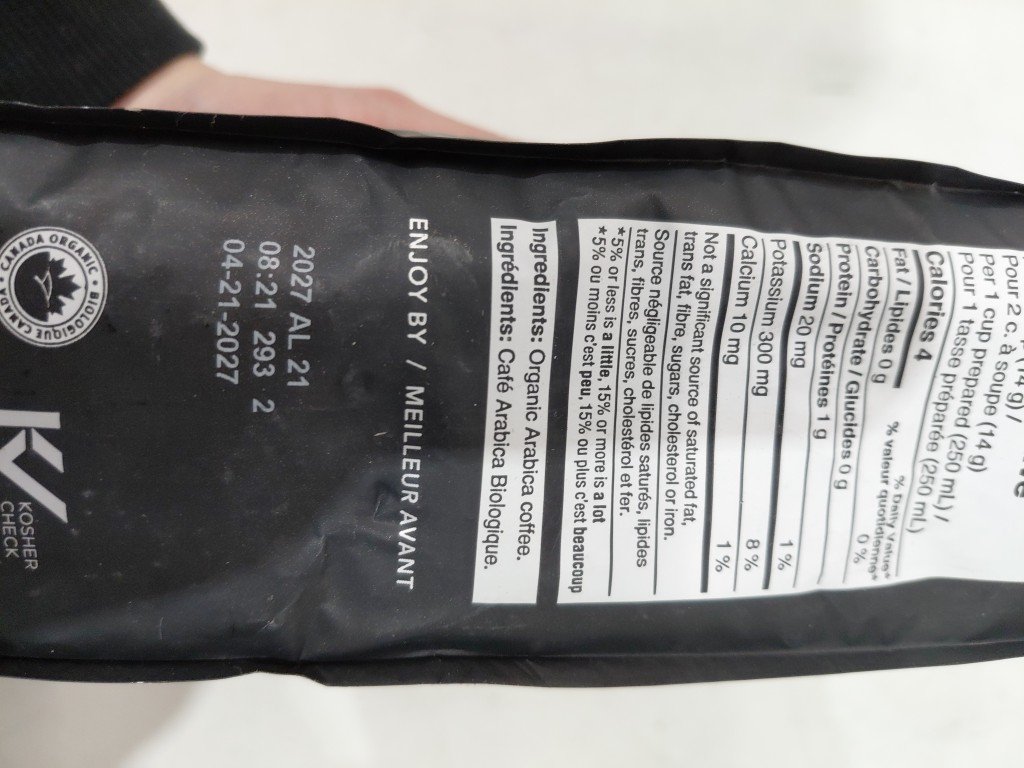 (14 g) /
Pour 2 c. à soupe (14 g)
Per 1 cup prepared (250 mL) /
Pour 1 tasse préparée (250 mL)
Calories 4
% Daily Value*
% valeur quotidienne*
Fat / Lipides 0 g 0 %
Carbohydrate / Glucides 0 g
Protein / Protéines 1 g
Sodium 20 mg 1 %
Potassium 300 mg 8 %
Calcium 10 mg 1 %
Not a significant source of saturated fat,
trans fat, fibre, sugars, cholesterol or iron.
Source négligeable de lipides saturés, lipides
trans, fibres, sucres, cholestérol et fer.
*5% or less is a little, 15% or more is a lot
*5% ou moins c'est peu, 15% ou plus c'est beaucoup
Ingredients: Organic Arabica coffee.
Ingrédients: Café Arabica Biologique.
ENJOY BY / MEILLEUR AVANT
2027 AL 21
08:21 293 2
04-21-2027
CANADA ORGANIC • BIOLOGIQUE CANADA •
K
KOSHER
CHECK